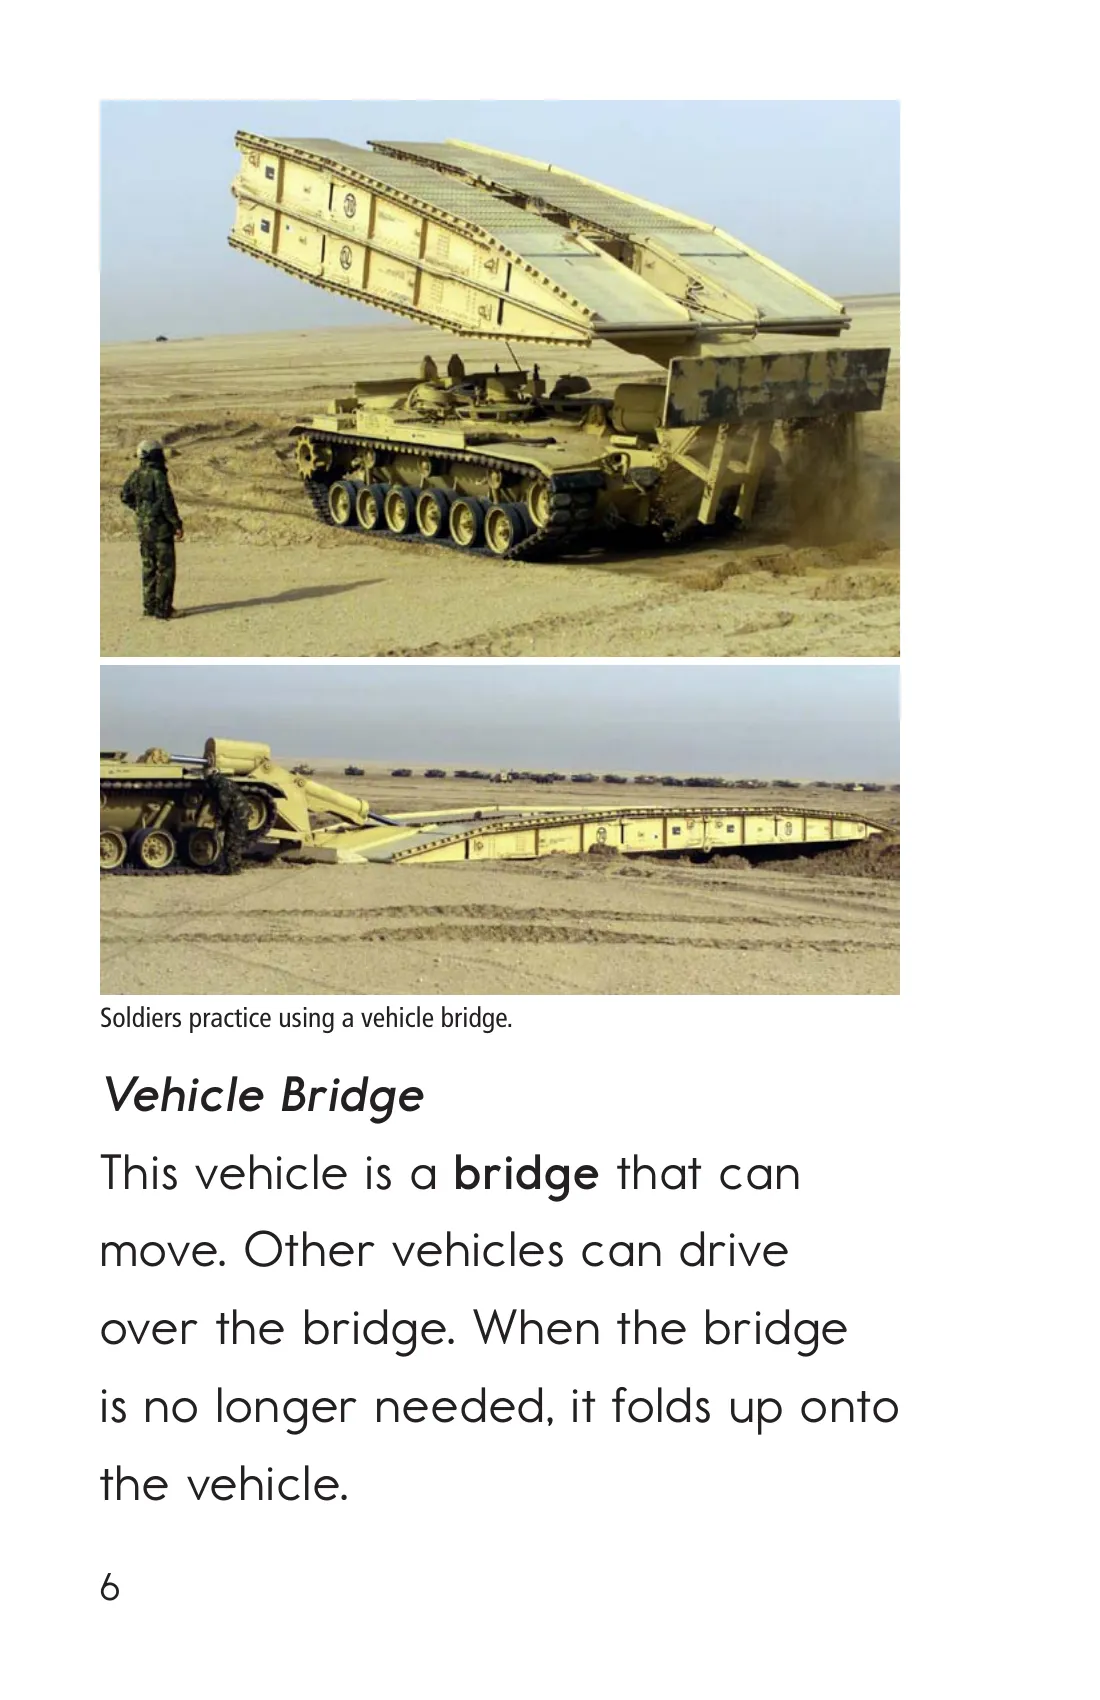 Soldiers practice using a vehicle bridge.
Vehicle Bridge
This vehicle is a bridge that can
move. Other vehicles can drive
over the bridge. When the bridge
is no longer needed, it folds up onto
the vehicle.
6